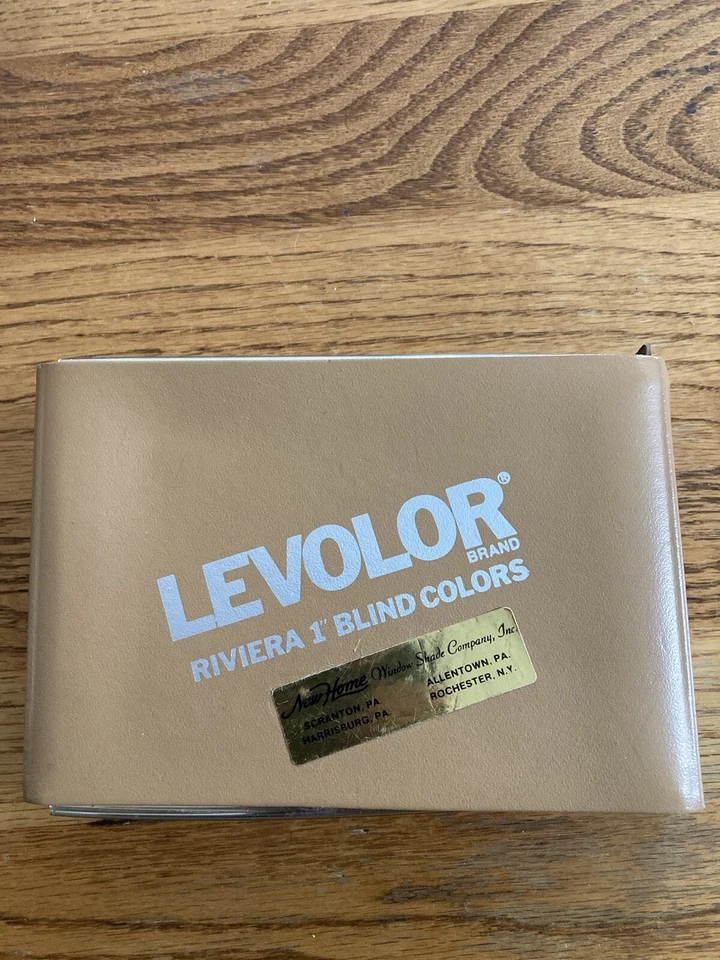 LEVOLOR®
BRAND
RIVIERA 1" BLIND COLORS
New Home Window Shade Company, Inc.
SCRANTON, PA. ALLENTOWN, PA.
HARRISBURG, PA. ROCHESTER, N.Y.